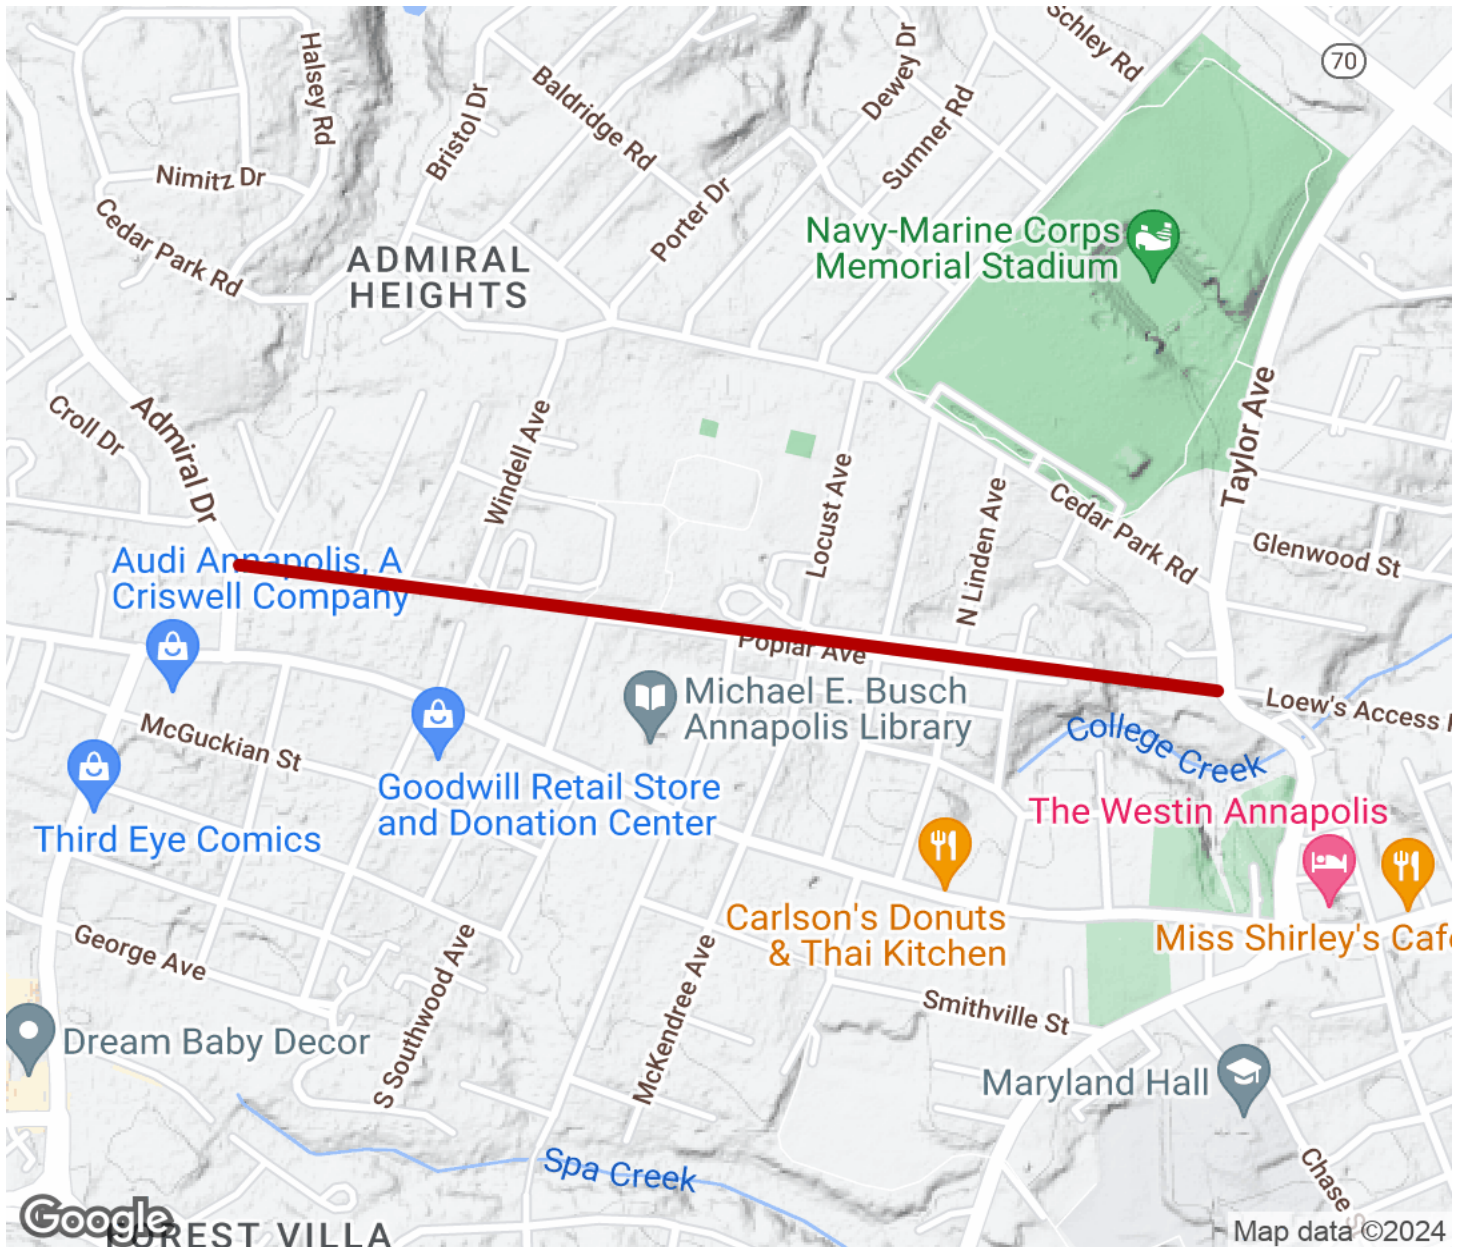 Schley Rd
70
Halsey Rd
Bristol Dr
Baldridge Rd
Dewey Dr
Sumner Rd
Nimitz Dr
Porter Dr
Cedar Park Rd
Navy-Marine Corps
Memorial Stadium
ADMIRAL
HEIGHTS
Croll Dr
Admiral Dr
Windell Ave
Locust Ave
N Linden Ave
Cedar Park Rd
Taylor Ave
Glenwood St
Audi Annapolis, A
Criswell Company
Poplar Ave
Michael E. Busch
Annapolis Library
Loew's Access
College Creek
McGuckian St
Goodwill Retail Store
and Donation Center
Third Eye Comics
The Westin Annapolis
Carlson's Donuts
& Thai Kitchen
Miss Shirley's Cafe
George Ave
S Southwood Ave
McKendree Ave
Smithville St
Dream Baby Decor
Maryland Hall
Spa Creek
Chase S
Google
FOREST VILLA
Map data ©2024